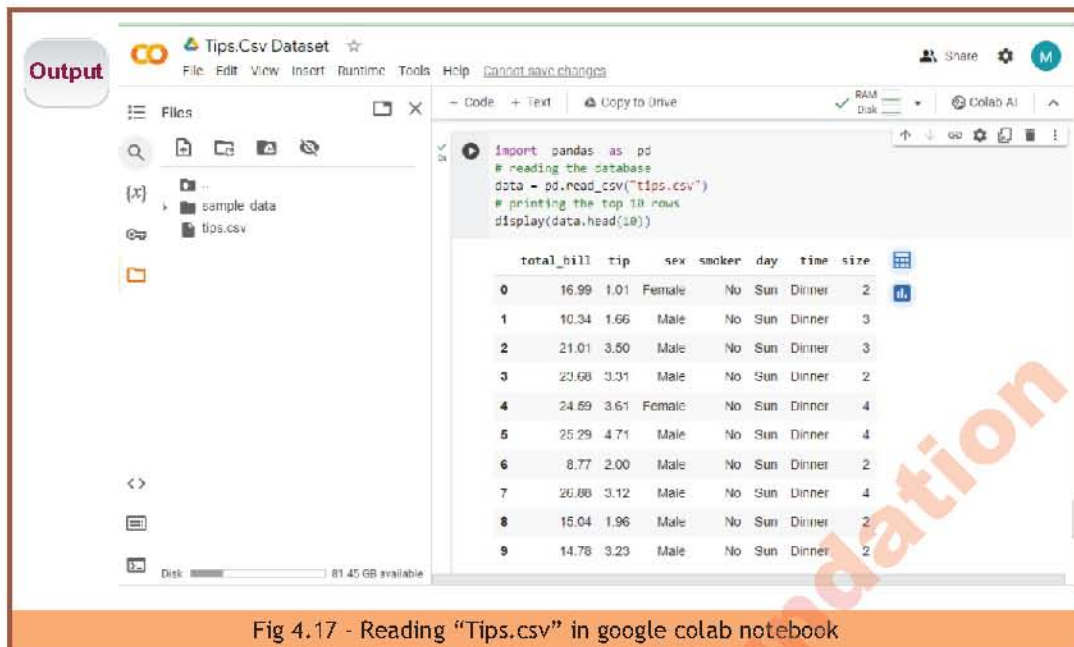 Output
Tips.Csv Dataset
File Edit View Insert Runtime Tools Help Cannot save changes
Share
M
Files
Code + Text Copy to Drive
RAM
Disk
Colab AI
{x}
..
sample data
tips.csv
0s
import pandas as pd
# reading the database
data = pd.read_csv("tips.csv")
# printing the top 10 rows
display(data.head(10))
total_bill tip sex smoker day time size
0 16.99 1.01 Female No Sun Dinner 2
1 10.34 1.66 Male No Sun Dinner 3
2 21.01 3.50 Male No Sun Dinner 3
3 23.68 3.31 Male No Sun Dinner 2
4 24.59 3.61 Female No Sun Dinner 4
5 25.29 4.71 Male No Sun Dinner 4
6 8.77 2.00 Male No Sun Dinner 2
7 26.88 3.12 Male No Sun Dinner 4
8 15.04 1.96 Male No Sun Dinner 2
9 14.78 3.23 Male No Sun Dinner 2
Disk 81.45 GB available
Fig 4.17 - Reading “Tips.csv” in google colab notebook